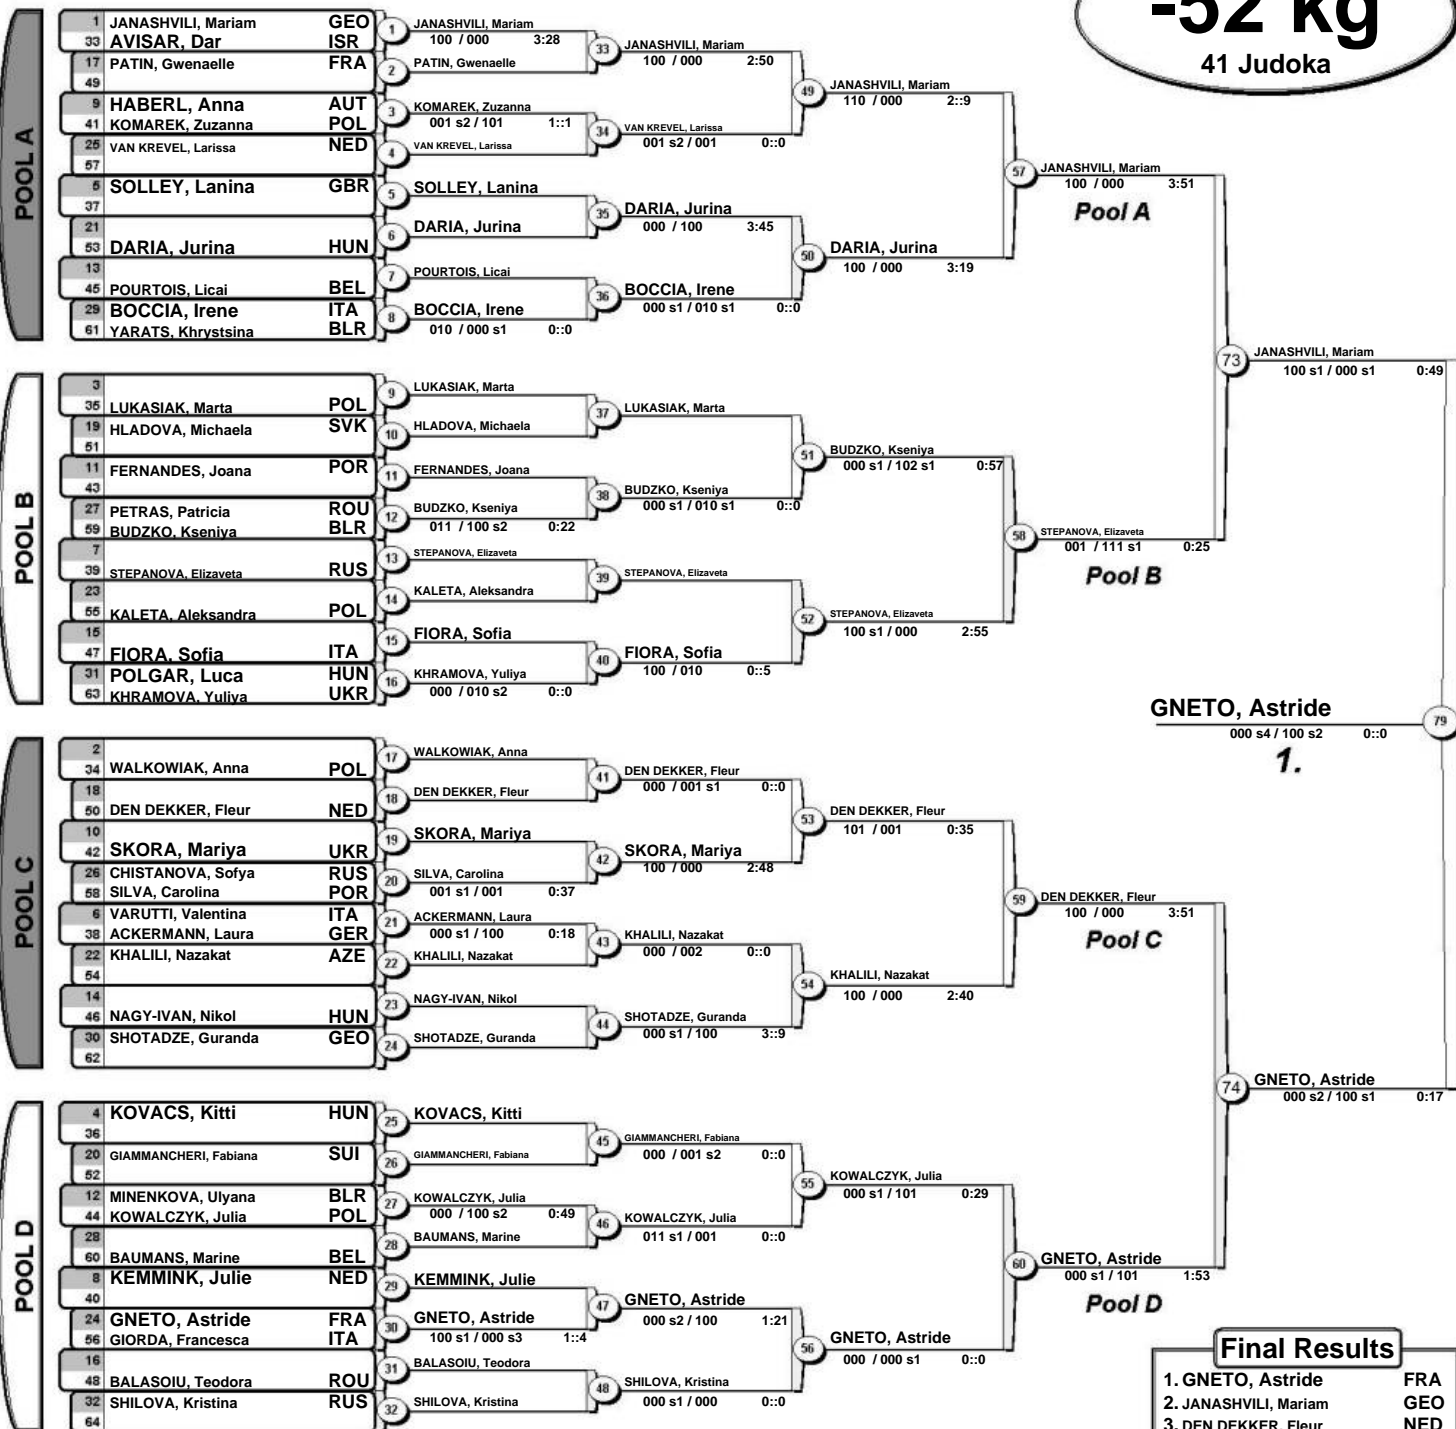 -52 kg
41 Judoka
POOL A
1 JANASHVILI, Mariam GEO
33 AVISAR, Dar ISR
17 PATIN, Gwenaelle FRA
49
9 HABERL, Anna AUT
41 KOMAREK, Zuzanna POL
25 VAN KREVEL, Larissa NED
57
5 SOLLEY, Lanina GBR
37
21
53 DARIA, Jurina HUN
13
45 POURTOIS, Licai BEL
29 BOCCIA, Irene ITA
61 YARATS, Khrystsina BLR
1 JANASHVILI, Mariam
100 / 000 3:28
2 PATIN, Gwenaelle
3 KOMAREK, Zuzanna
001 s2 / 101 1::1
4 VAN KREVEL, Larissa
5 SOLLEY, Lanina
6 DARIA, Jurina
7 POURTOIS, Licai
8 BOCCIA, Irene
010 / 000 s1 0::0
33 JANASHVILI, Mariam
100 / 000 2:50
34 VAN KREVEL, Larissa
001 s2 / 001 0::0
35 DARIA, Jurina
000 / 100 3:45
36 BOCCIA, Irene
000 s1 / 010 s1 0::0
49 JANASHVILI, Mariam
110 / 000 2::9
50 DARIA, Jurina
100 / 000 3:19
57 JANASHVILI, Mariam
100 / 000 3:51
Pool A
POOL B
3
35 LUKASIAK, Marta POL
19 HLADOVA, Michaela SVK
51
11 FERNANDES, Joana POR
43
27 PETRAS, Patricia ROU
59 BUDZKO, Kseniya BLR
7
39 STEPANOVA, Elizaveta RUS
23
55 KALETA, Aleksandra POL
15
47 FIORA, Sofia ITA
31 POLGAR, Luca HUN
63 KHRAMOVA, Yuliya UKR
9 LUKASIAK, Marta
10 HLADOVA, Michaela
11 FERNANDES, Joana
12 BUDZKO, Kseniya
011 / 100 s2 0:22
13 STEPANOVA, Elizaveta
14 KALETA, Aleksandra
15 FIORA, Sofia
16 KHRAMOVA, Yuliya
000 / 010 s2 0::0
37 LUKASIAK, Marta
38 BUDZKO, Kseniya
000 s1 / 010 s1 0::0
39 STEPANOVA, Elizaveta
40 FIORA, Sofia
100 / 010 0::5
51 BUDZKO, Kseniya
000 s1 / 102 s1 0:57
52 STEPANOVA, Elizaveta
100 s1 / 000 2:55
58 STEPANOVA, Elizaveta
001 / 111 s1 0:25
Pool B
73 JANASHVILI, Mariam
100 s1 / 000 s1 0:49
GNETO, Astride 79
000 s4 / 100 s2 0::0
1.
POOL C
2
34 WALKOWIAK, Anna POL
18
50 DEN DEKKER, Fleur NED
10
42 SKORA, Mariya UKR
26 CHISTANOVA, Sofya RUS
58 SILVA, Carolina POR
6 VARUTTI, Valentina ITA
38 ACKERMANN, Laura GER
22 KHALILI, Nazakat AZE
54
14
46 NAGY-IVAN, Nikol HUN
30 SHOTADZE, Guranda GEO
62
17 WALKOWIAK, Anna
18 DEN DEKKER, Fleur
19 SKORA, Mariya
20 SILVA, Carolina
001 s1 / 001 0:37
21 ACKERMANN, Laura
000 s1 / 100 0:18
22 KHALILI, Nazakat
23 NAGY-IVAN, Nikol
24 SHOTADZE, Guranda
41 DEN DEKKER, Fleur
000 / 001 s1 0::0
42 SKORA, Mariya
100 / 000 2:48
43 KHALILI, Nazakat
000 / 002 0::0
44 SHOTADZE, Guranda
000 s1 / 100 3::9
53 DEN DEKKER, Fleur
101 / 001 0:35
54 KHALILI, Nazakat
100 / 000 2:40
59 DEN DEKKER, Fleur
100 / 000 3:51
Pool C
POOL D
4 KOVACS, Kitti HUN
36
20 GIAMMANCHERI, Fabiana SUI
52
12 MINENKOVA, Ulyana BLR
44 KOWALCZYK, Julia POL
28
60 BAUMANS, Marine BEL
8 KEMMINK, Julie NED
40
24 GNETO, Astride FRA
56 GIORDA, Francesca ITA
16
48 BALASOIU, Teodora ROU
32 SHILOVA, Kristina RUS
64
25 KOVACS, Kitti
26 GIAMMANCHERI, Fabiana
27 KOWALCZYK, Julia
000 / 100 s2 0:49
28 BAUMANS, Marine
29 KEMMINK, Julie
30 GNETO, Astride
100 s1 / 000 s3 1::4
31 BALASOIU, Teodora
32 SHILOVA, Kristina
45 GIAMMANCHERI, Fabiana
000 / 001 s2 0::0
46 KOWALCZYK, Julia
011 s1 / 001 0::0
47 GNETO, Astride
000 s2 / 100 1:21
48 SHILOVA, Kristina
000 s1 / 000 0::0
55 KOWALCZYK, Julia
000 s1 / 101 0:29
56 GNETO, Astride
000 / 000 s1 0::0
60 GNETO, Astride
000 s1 / 101 1:53
Pool D
74 GNETO, Astride
000 s2 / 100 s1 0:17
Final Results
1. GNETO, Astride FRA
2. JANASHVILI, Mariam GEO
3. DEN DEKKER, Fleur NED